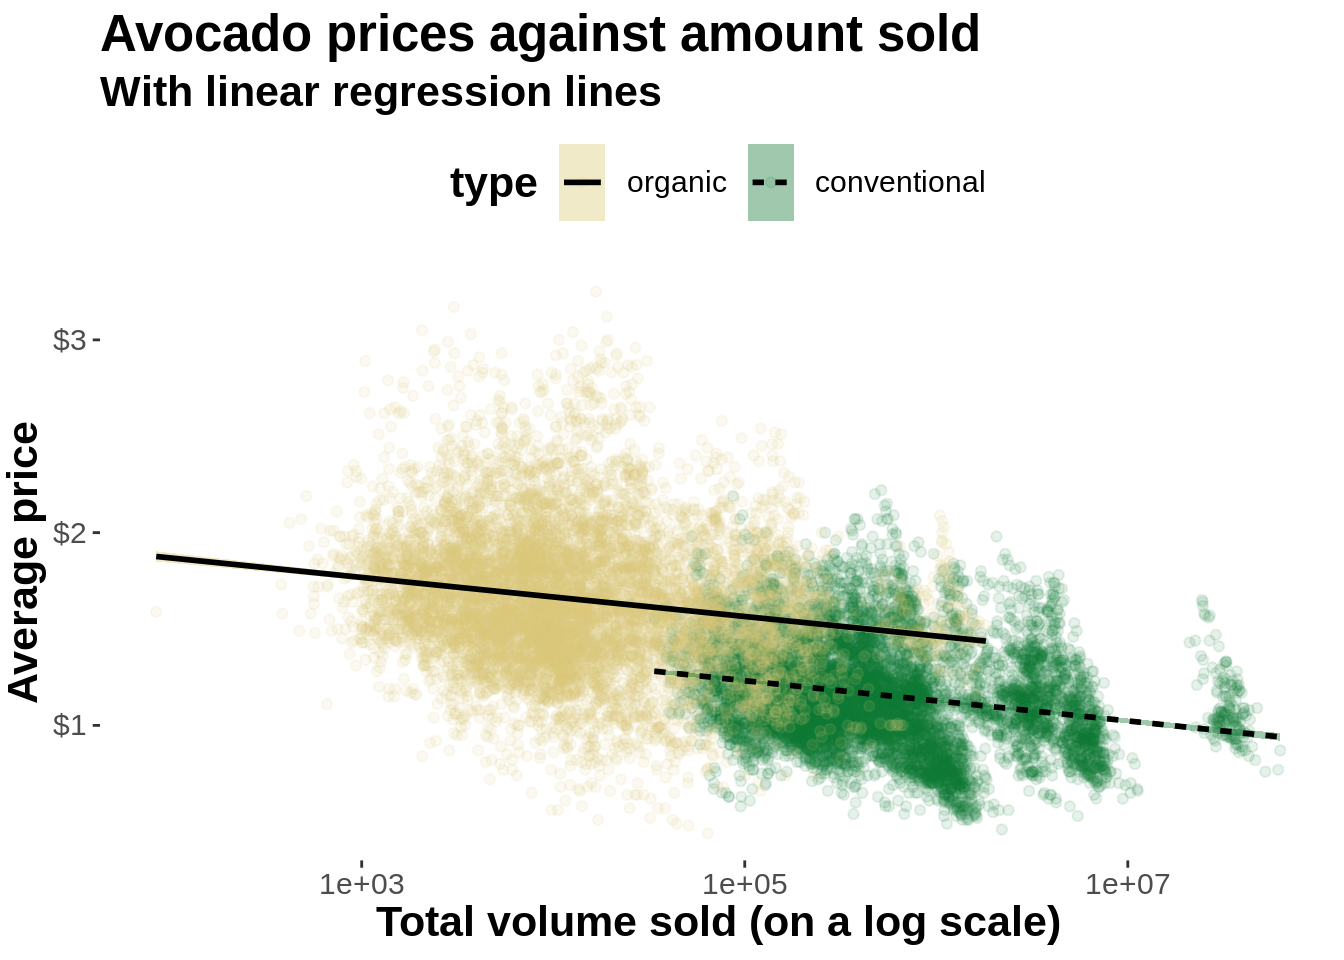 Avocado prices against amount sold
With linear regression lines
type organic conventional
$3
$2
$1
Average price
1e+03 1e+05 1e+07
Total volume sold (on a log scale)